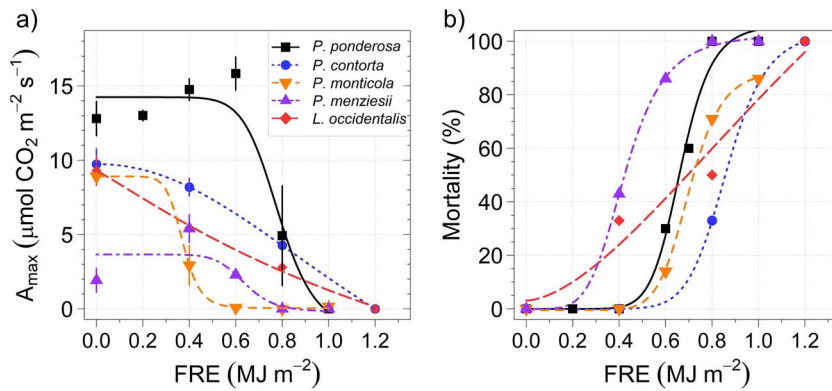 a)
A_max (μmol CO₂ m⁻² s⁻¹)
15
10
5
0
P. ponderosa
P. contorta
P. monticola
P. menziesii
L. occidentalis
0.0 0.2 0.4 0.6 0.8 1.0 1.2
FRE (MJ m⁻²)
b)
Mortality (%)
100
80
60
40
20
0
0.0 0.2 0.4 0.6 0.8 1.0 1.2
FRE (MJ m⁻²)